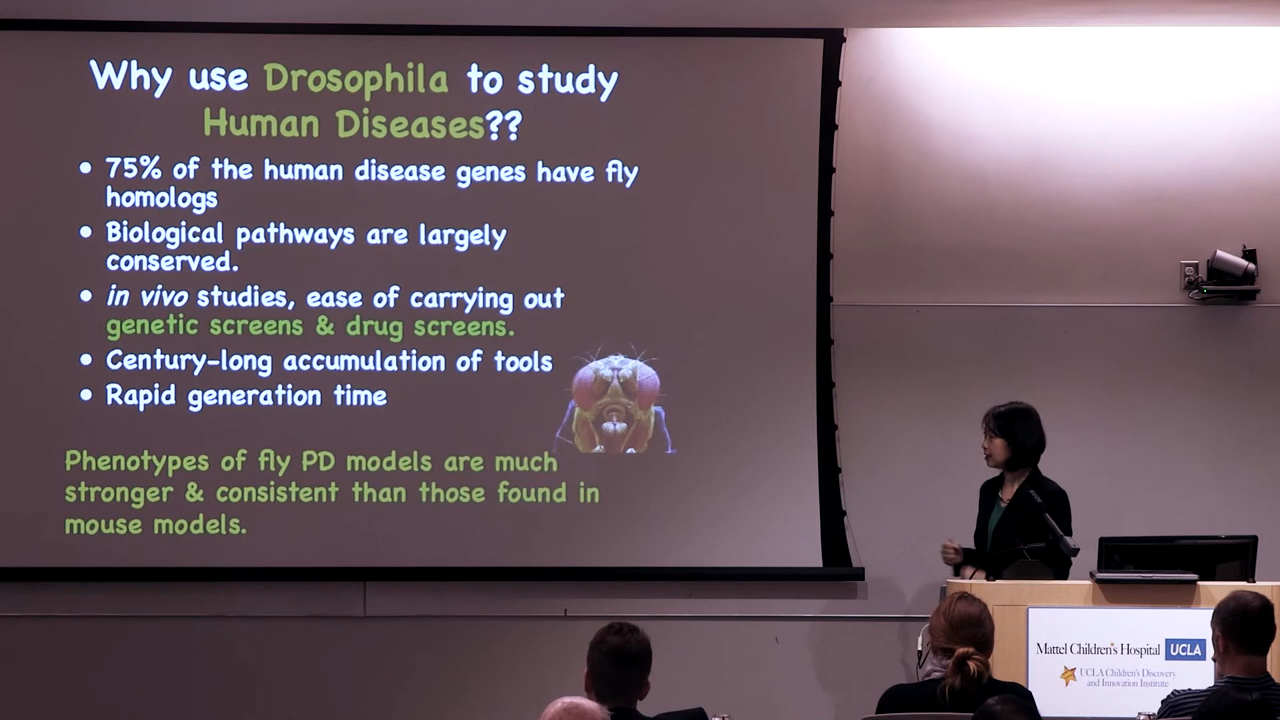 Why use Drosophila to study
Human Diseases??
• 75% of the human disease genes have fly
homologs
• Biological pathways are largely
conserved.
• in vivo studies, ease of carrying out
genetic screens & drug screens.
• Century-long accumulation of tools
• Rapid generation time
Phenotypes of fly PD models are much
stronger & consistent than those found in
mouse models.
Mattel Children's Hospital UCLA
UCLA Children's Discovery
and Innovation Institute